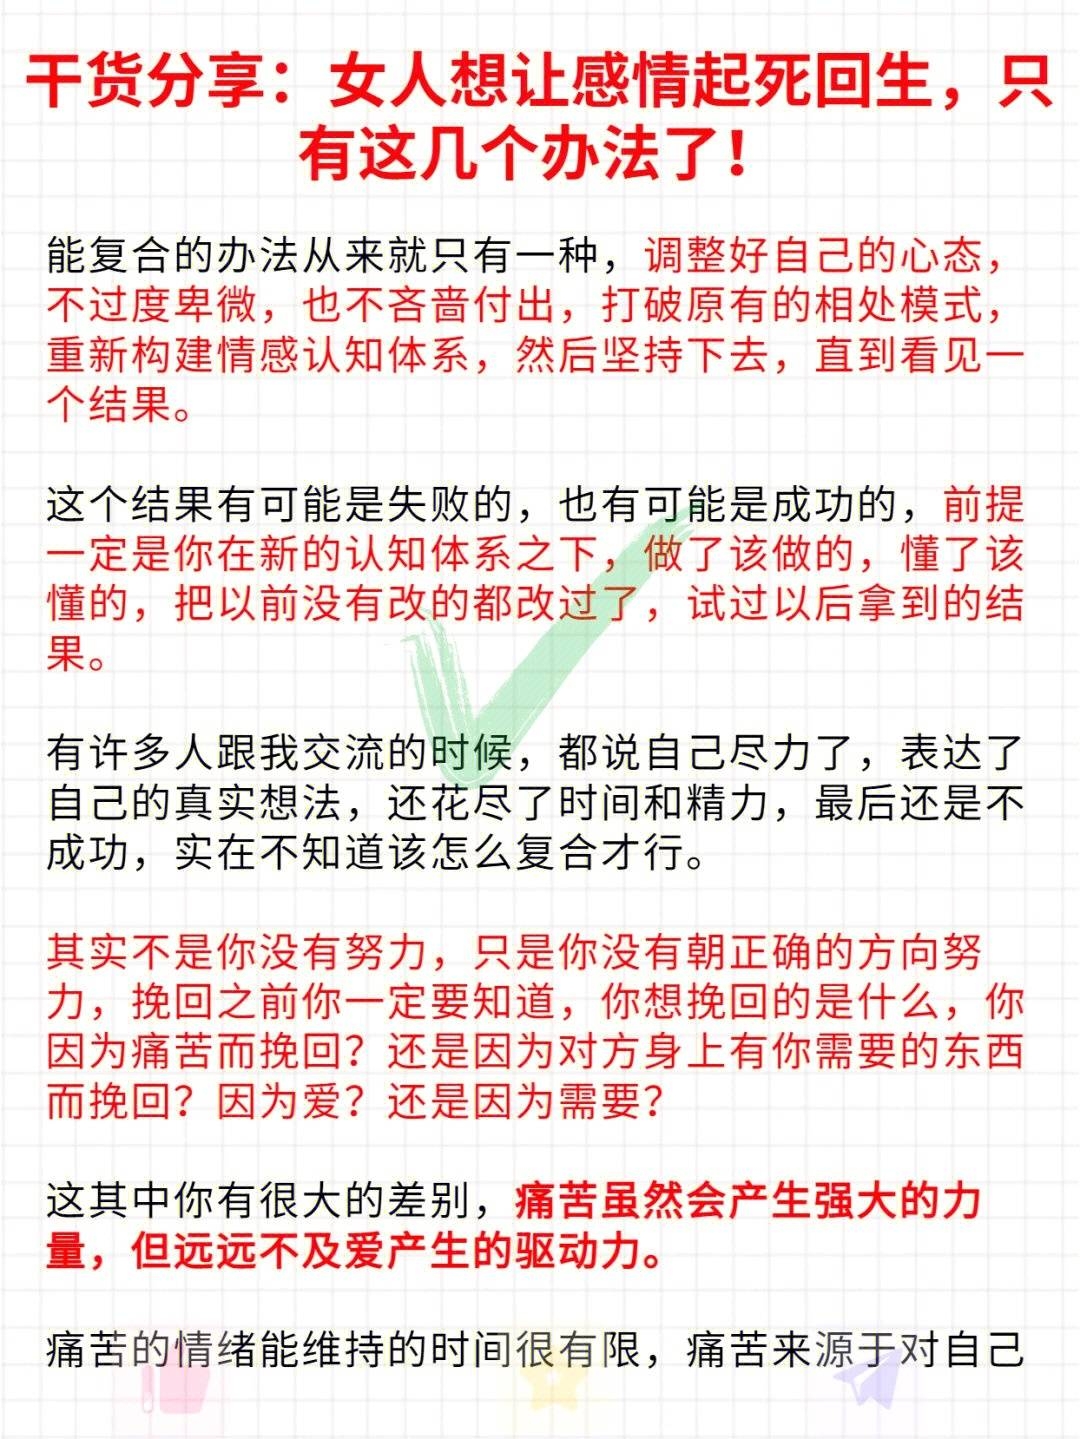 干货分享：女人想让感情起死回生，只
有这几个办法了！
能复合的办法从来就只有一种，调整好自己的心态，
不过度卑微，也不吝啬付出，打破原有的相处模式，
重新构建情感认知体系，然后坚持下去，直到看见一
个结果。
这个结果有可能是失败的，也有可能是成功的，前提
一定是你在新的认知体系之下，做了该做的，懂了该
懂的，把以前没有改的都改过了，试过以后拿到的结
果。
有许多人跟我交流的时候，都说自己尽力了，表达了
自己的真实想法，还花尽了时间和精力，最后还是不
成功，实在不知道该怎么复合才行。
其实不是你没有努力，只是你没有朝正确的方向努
力，挽回之前你一定要知道，你想挽回的是什么，你
因为痛苦而挽回？还是因为对方身上有你需要的东西
而挽回？因为爱？还是因为需要？
这其中你有很大的差别，痛苦虽然会产生强大的力
量，但远远不及爱产生的驱动力。
痛苦的情绪能维持的时间很有限，痛苦来源于对自己